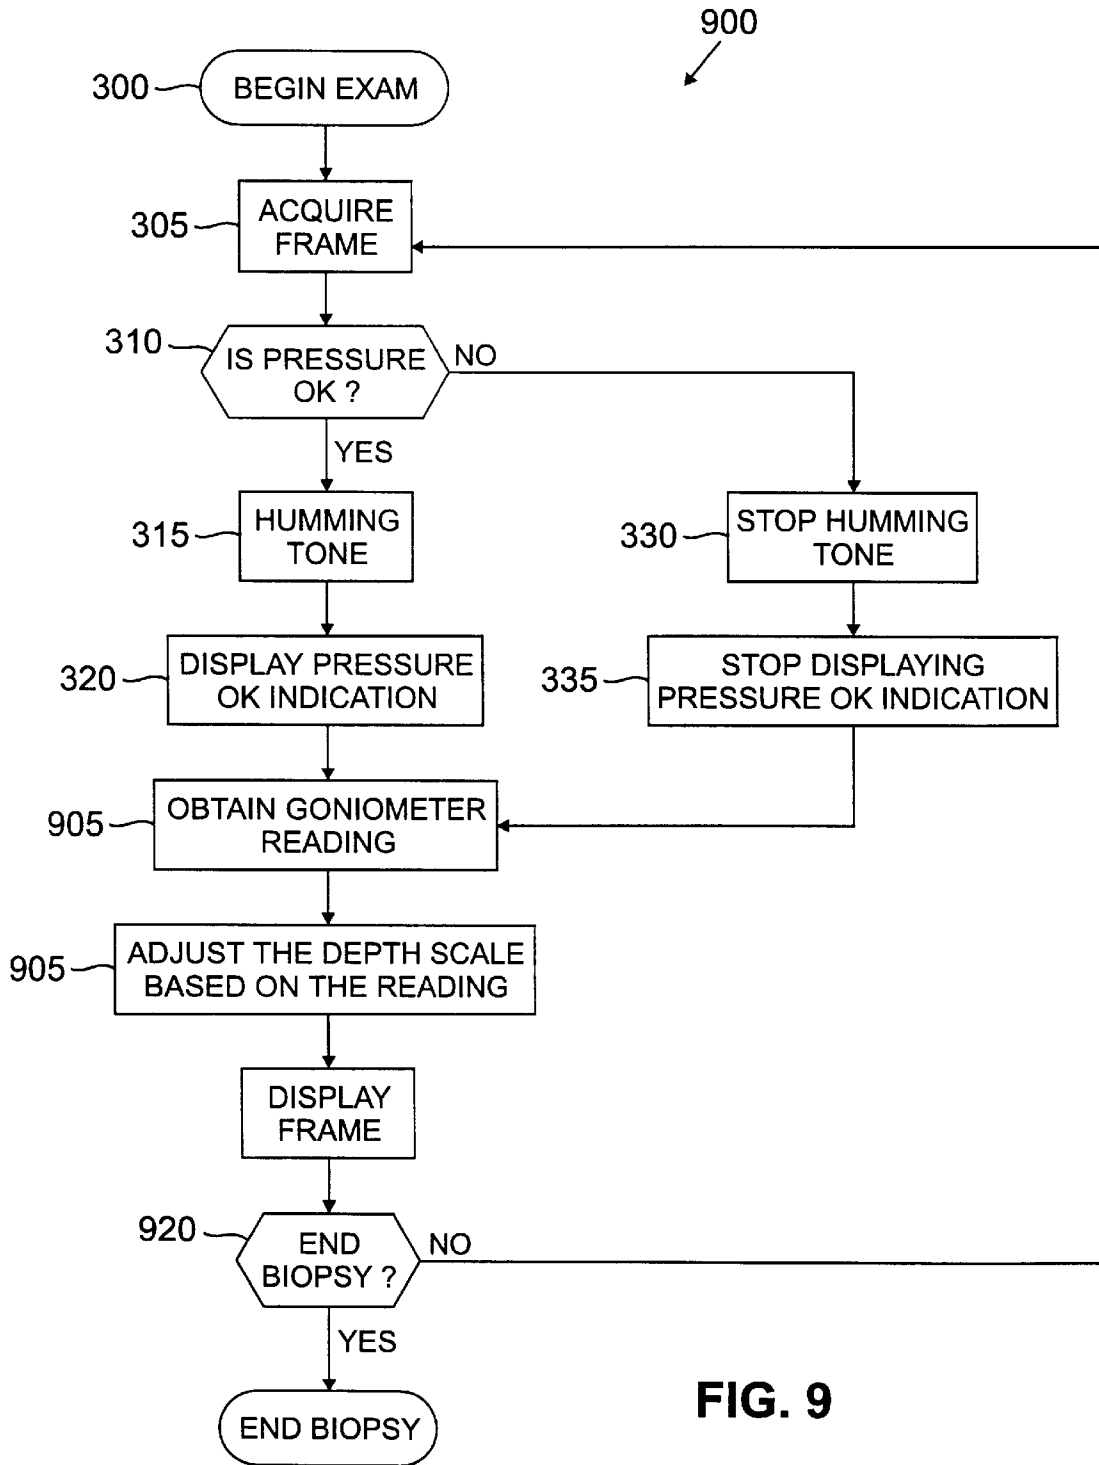 900
300
BEGIN EXAM
305
ACQUIRE
FRAME
310
IS PRESSURE
OK ?
NO
YES
315
HUMMING
TONE
330
STOP HUMMING
TONE
320
DISPLAY PRESSURE
OK INDICATION
335
STOP DISPLAYING
PRESSURE OK INDICATION
905
OBTAIN GONIOMETER
READING
905
ADJUST THE DEPTH SCALE
BASED ON THE READING
DISPLAY
FRAME
920
END
BIOPSY ?
NO
YES
END BIOPSY
FIG. 9